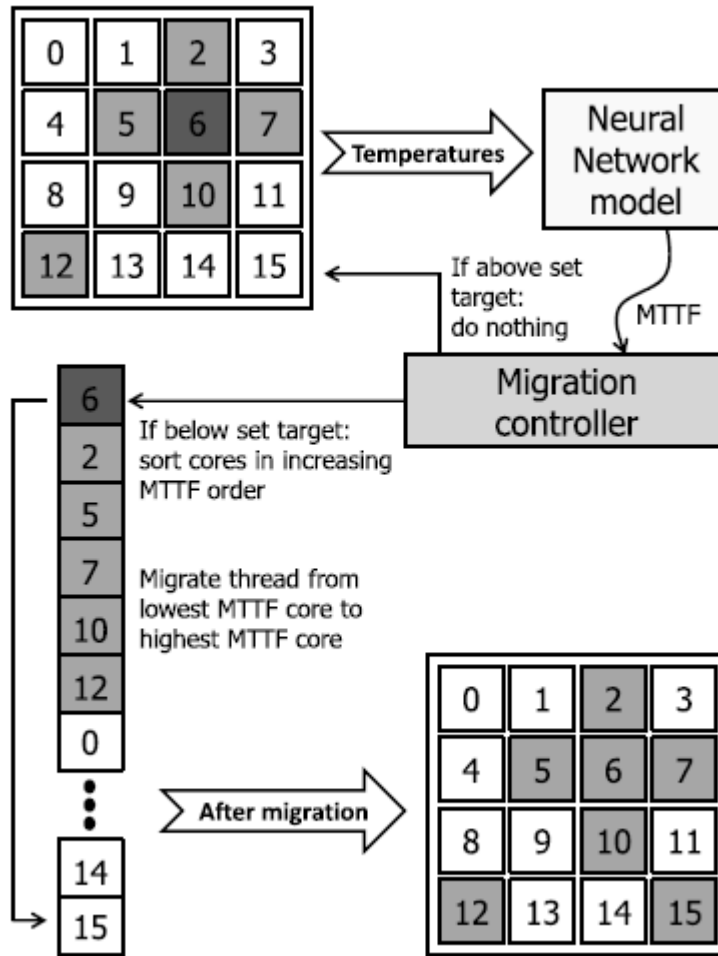 0 1 2 3
4 5 6 7
8 9 10 11
12 13 14 15
Temperatures
Neural
Network
model
If above set
target:
do nothing
MTTF
Migration
controller
6
2
5
7
10
12
0
14
15
If below set target:
sort cores in increasing
MTTF order
Migrate thread from
lowest MTTF core to
highest MTTF core
After migration
0 1 2 3
4 5 6 7
8 9 10 11
12 13 14 15